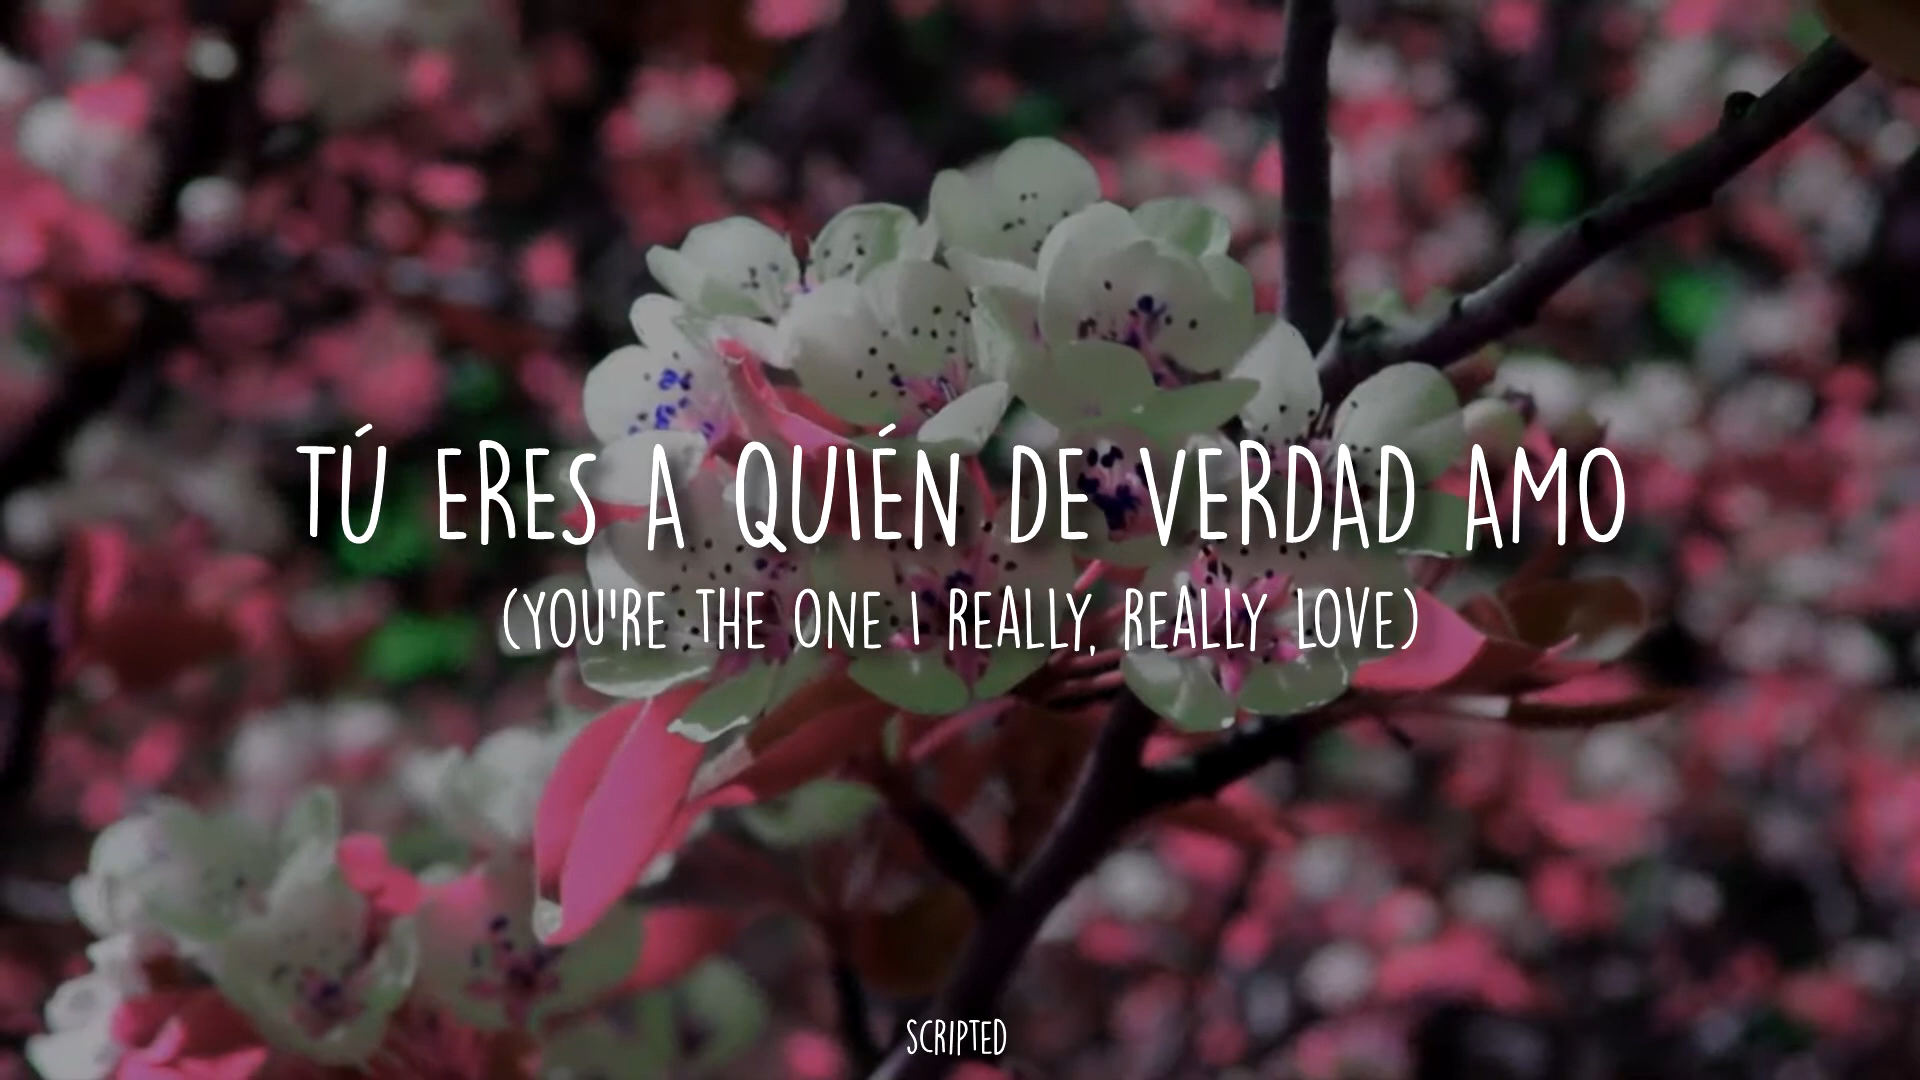 TÚ ERES A QUIÉN DE VERDAD AMO
(YOU'RE THE ONE I REALLY, REALLY LOVE)
SCRIPTED